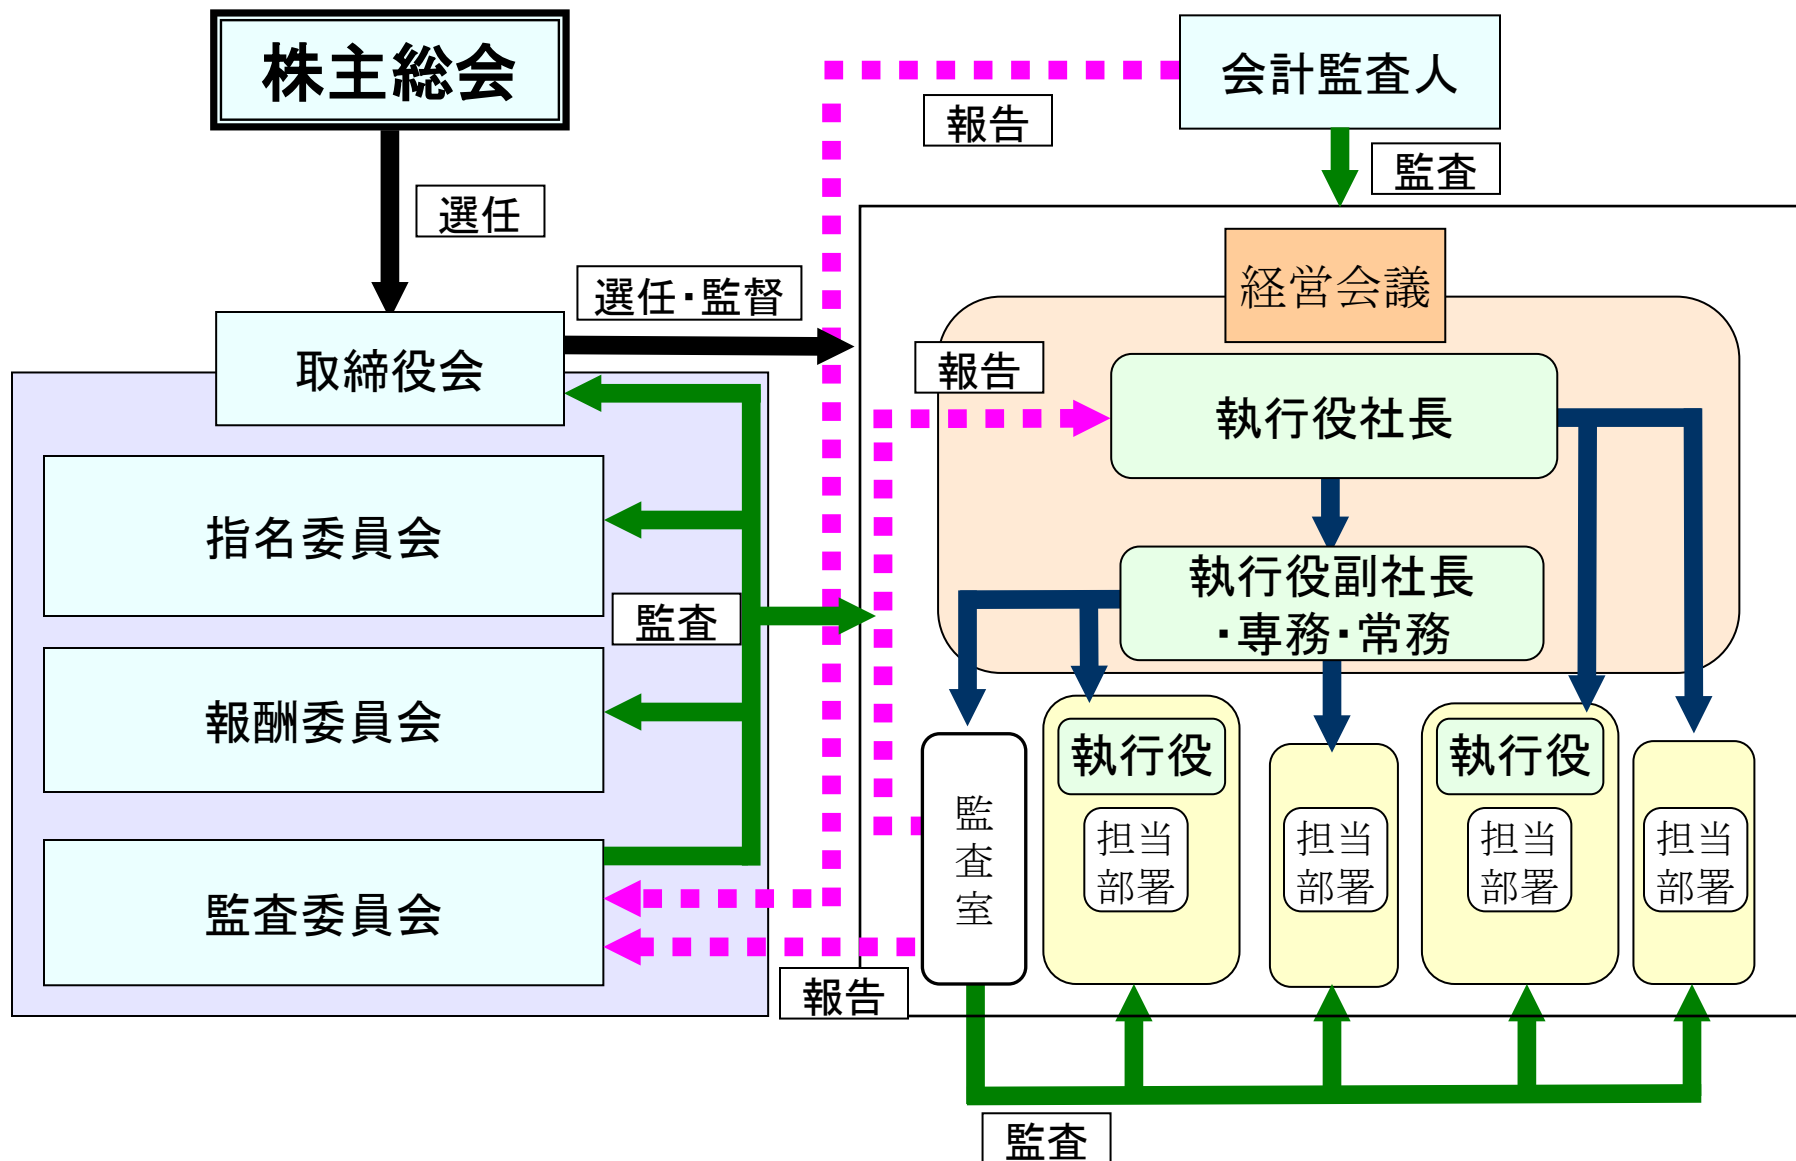 株主総会
会計監査人
報告
監査
選任
選任・監督
経営会議
取締役会
報告
執行役社長
指名委員会
執行役副社長
・専務・常務
監査
報酬委員会
執行役
執行役
監査室
担当
部署
担当
部署
担当
部署
担当
部署
監査委員会
報告
監査